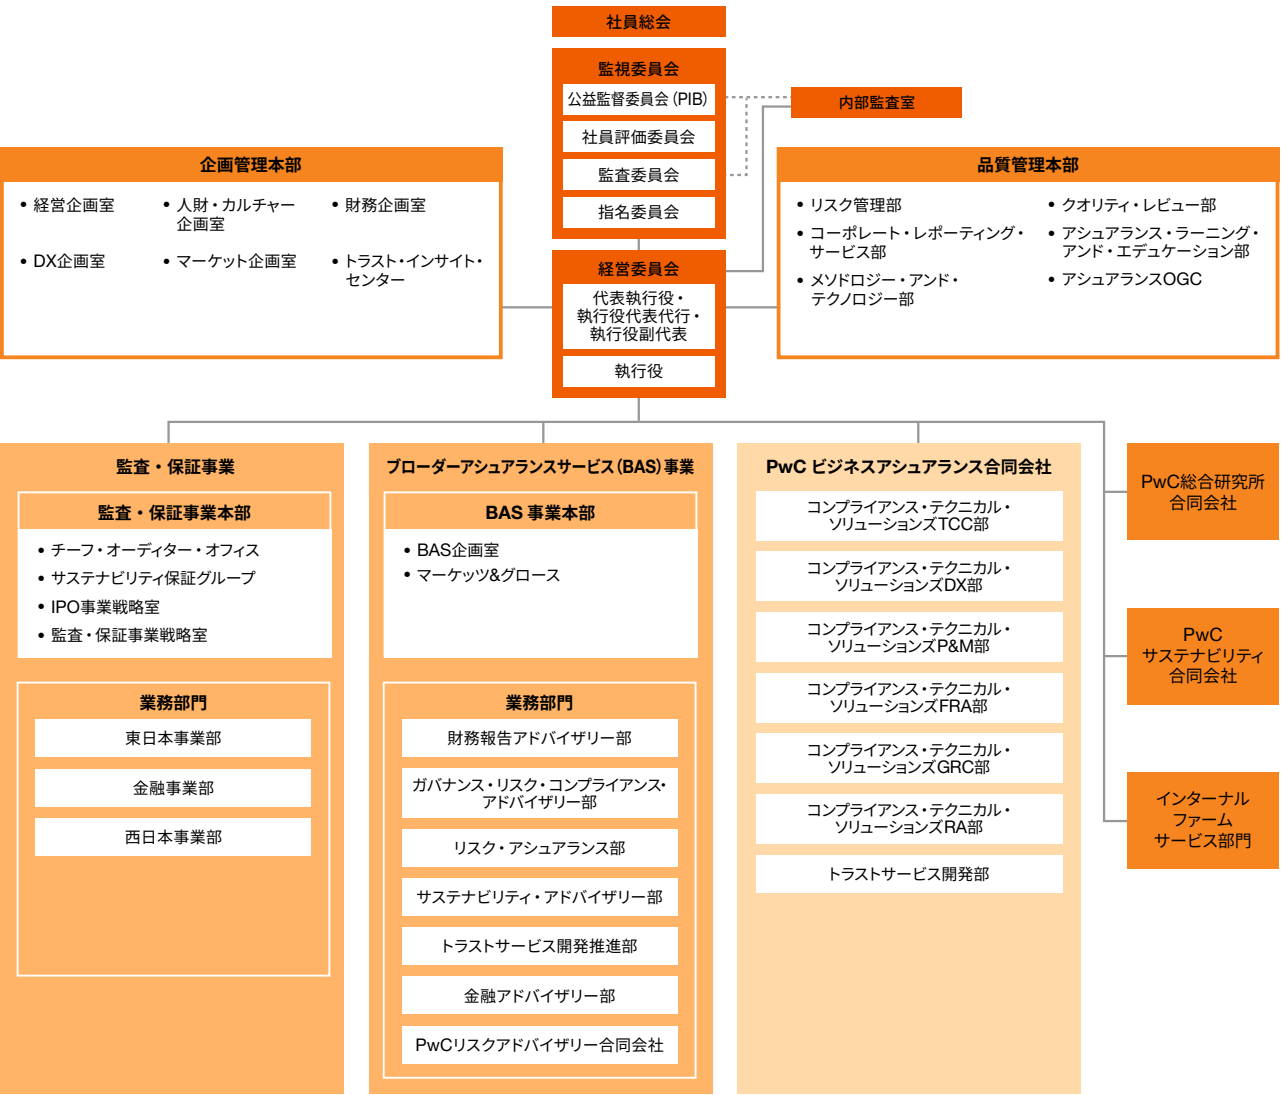 社員総会
監視委員会
公益監督委員会（PIB）
社員評価委員会
監査委員会
指名委員会
内部監査室
企画管理本部
• 経営企画室
• 人財・カルチャー
企画室
• 財務企画室
• DX企画室
• マーケット企画室
• トラスト・インサイト・
センター
経営委員会
代表執行役・
執行役代表代行・
執行役副代表
執行役
品質管理本部
• リスク管理部
• コーポレート・レポーティング・
サービス部
• メソドロジー・アンド・
テクノロジー部
• クオリティ・レビュー部
• アシュアランス・ラーニング・
アンド・エデュケーション部
• アシュアランスOGC
監査・保証事業
監査・保証事業本部
• チーフ・オーディター・オフィス
• サステナビリティ保証グループ
• IPO事業戦略室
• 監査・保証事業戦略室
業務部門
東日本事業部
金融事業部
西日本事業部
ブローダーアシュアランスサービス（BAS）事業
BAS 事業本部
• BAS企画室
• マーケッツ&グロース
業務部門
財務報告アドバイザリー部
ガバナンス・リスク・コンプライアンス・
アドバイザリー部
リスク・アシュアランス部
サステナビリティ・アドバイザリー部
トラストサービス開発推進部
金融アドバイザリー部
PwCリスクアドバイザリー合同会社
PwC ビジネスアシュアランス合同会社
コンプライアンス・テクニカル・
ソリューションズTCC部
コンプライアンス・テクニカル・
ソリューションズDX部
コンプライアンス・テクニカル・
ソリューションズP&M部
コンプライアンス・テクニカル・
ソリューションズFRA部
コンプライアンス・テクニカル・
ソリューションズGRC部
コンプライアンス・テクニカル・
ソリューションズRA部
トラストサービス開発部
PwC総合研究所
合同会社
PwC
サステナビリティ
合同会社
インターナル
ファーム
サービス部門